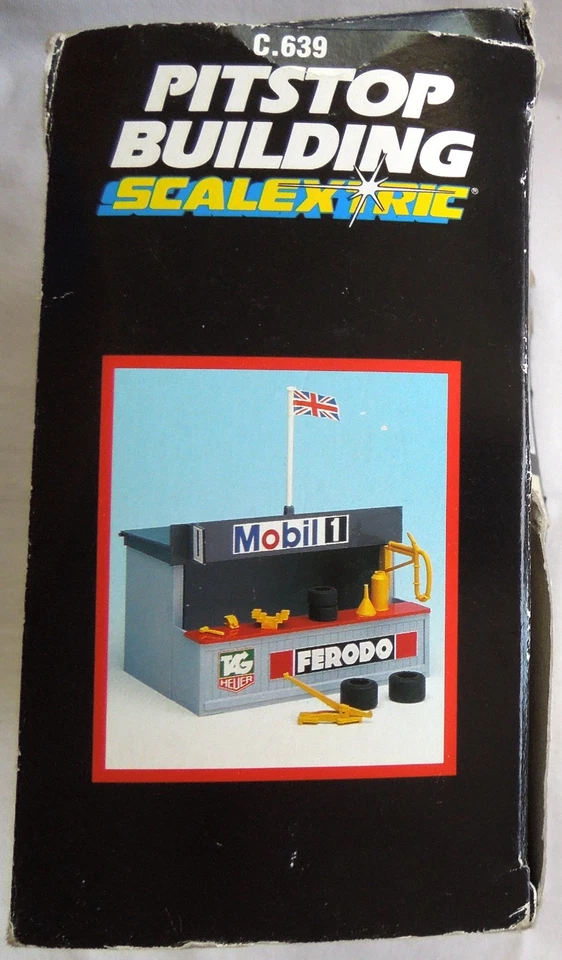 C.639
PITSTOP
BUILDING
SCALEXTRIC®
Mobil 1
TAG
HEUER
FERODO